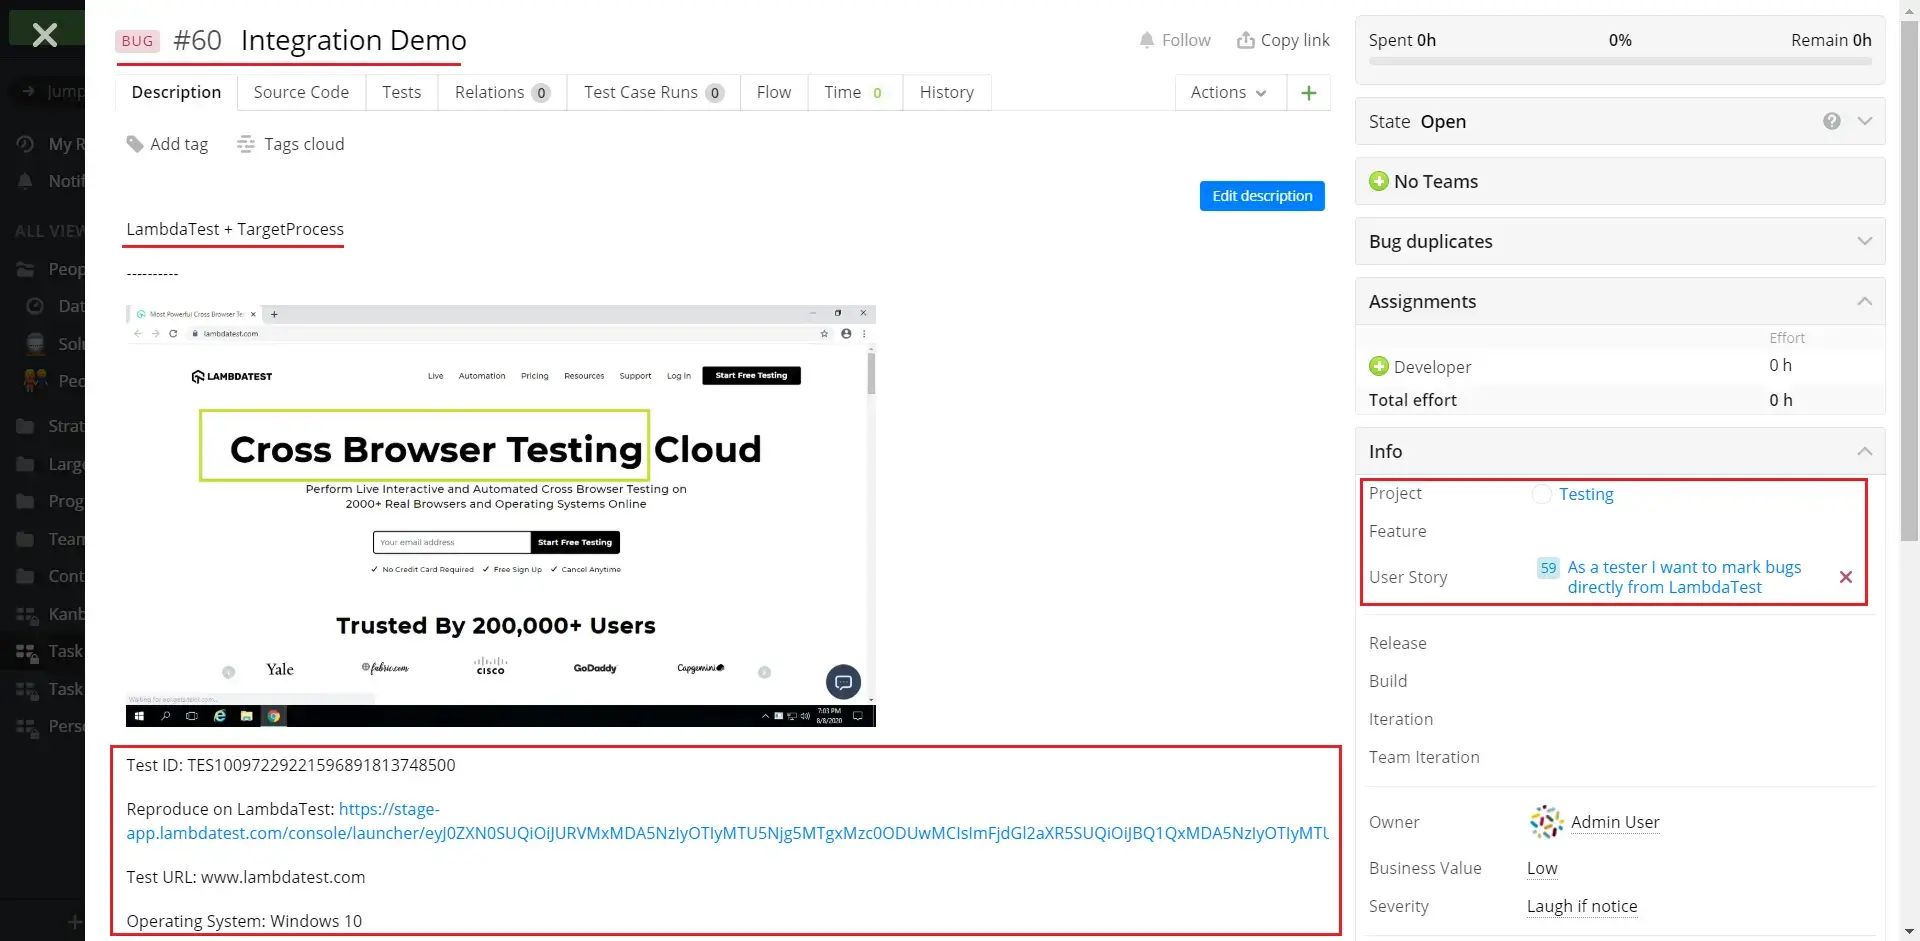 BUG #60 Integration Demo
Follow
Copy link
Description
Source Code
Tests
Relations 0
Test Case Runs 0
Flow
Time 0
History
Actions
Add tag
Tags cloud
Edit description
LambdaTest + TargetProcess
----------
Most Powerful Cross Browser Te
lambdatest.com
LAMBDATEST
Live
Automation
Pricing
Resources
Support
Log in
Start Free Testing
Cross Browser Testing Cloud
Perform Live Interactive and Automated Cross Browser Testing on
2000+ Real Browsers and Operating Systems Online
Your email address
Start Free Testing
✓ No Credit Card Required ✓ Free Sign Up ✓ Cancel Anytime
Trusted By 200,000+ Users
Yale
fabric.com
CISCO
GoDaddy
Capgemini
7:03 PM
8/8/2020
Test ID: TES10097229221596891813748500
Reproduce on LambdaTest: https://stage-
app.lambdatest.com/console/launcher/eyJ0ZXN0SUQiOiJURVMxMDA5NzIyOTIyMTU5Njg5MTgxMzc0ODUwMCIsImFjdGl2aXR5SUQiOiJBQ1QxMDA5NzIyOTIyMTU
Test URL: www.lambdatest.com
Operating System: Windows 10
Spent 0h
0%
Remain 0h
State Open
No Teams
Bug duplicates
Assignments
Effort
Developer 0 h
Total effort 0 h
Info
Project Testing
Feature
User Story 59 As a tester I want to mark bugs
directly from LambdaTest
Release
Build
Iteration
Team Iteration
Owner Admin User
Business Value Low
Severity Laugh if notice
Jump
My R
Notif
ALL VIEW
Peop
Dat
Solu
Peo
Strat
Large
Prog
Team
Cont
Kanb
Task
Task
Perso